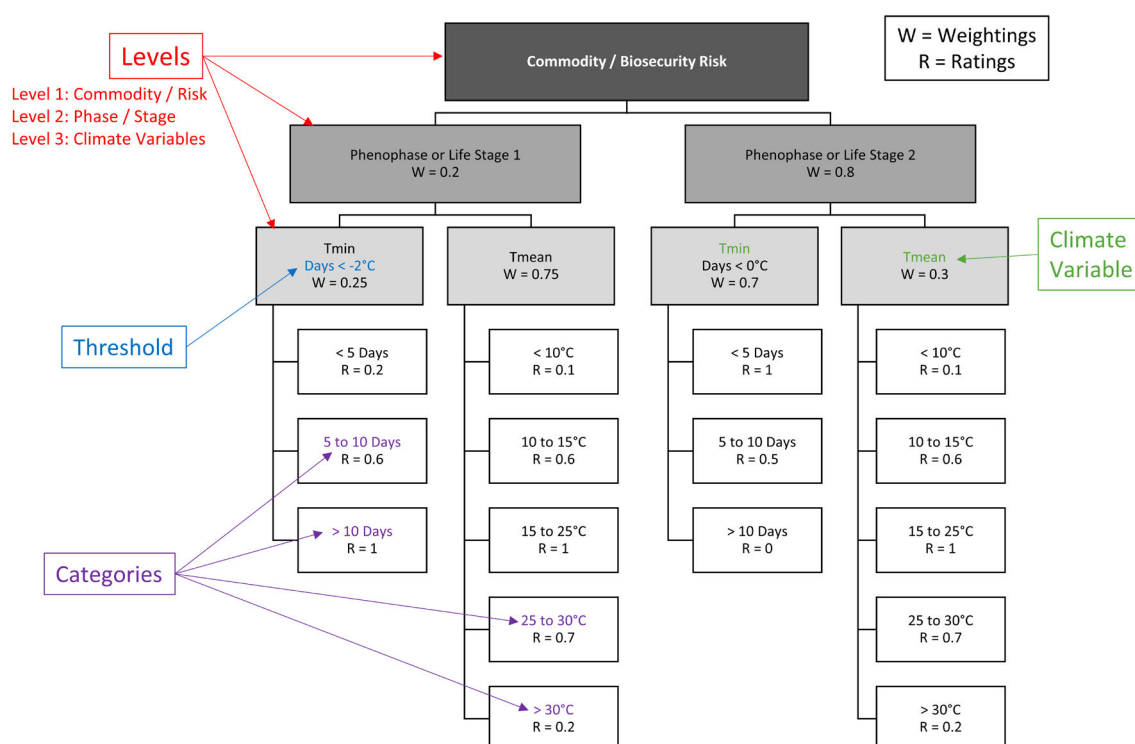 Levels
Level 1: Commodity / Risk
Level 2: Phase / Stage
Level 3: Climate Variables
Commodity / Biosecurity Risk
W = Weightings
R = Ratings
Phenophase or Life Stage 1
W = 0.2
Phenophase or Life Stage 2
W = 0.8
Tmin
Days < -2°C
W = 0.25
Tmean
W = 0.75
Tmin
Days < 0°C
W = 0.7
Tmean
W = 0.3
Climate
Variable
Threshold
< 5 Days
R = 0.2
< 10°C
R = 0.1
< 5 Days
R = 1
< 10°C
R = 0.1
5 to 10 Days
R = 0.6
10 to 15°C
R = 0.6
5 to 10 Days
R = 0.5
10 to 15°C
R = 0.6
> 10 Days
R = 1
15 to 25°C
R = 1
> 10 Days
R = 0
15 to 25°C
R = 1
Categories
25 to 30°C
R = 0.7
25 to 30°C
R = 0.7
> 30°C
R = 0.2
> 30°C
R = 0.2